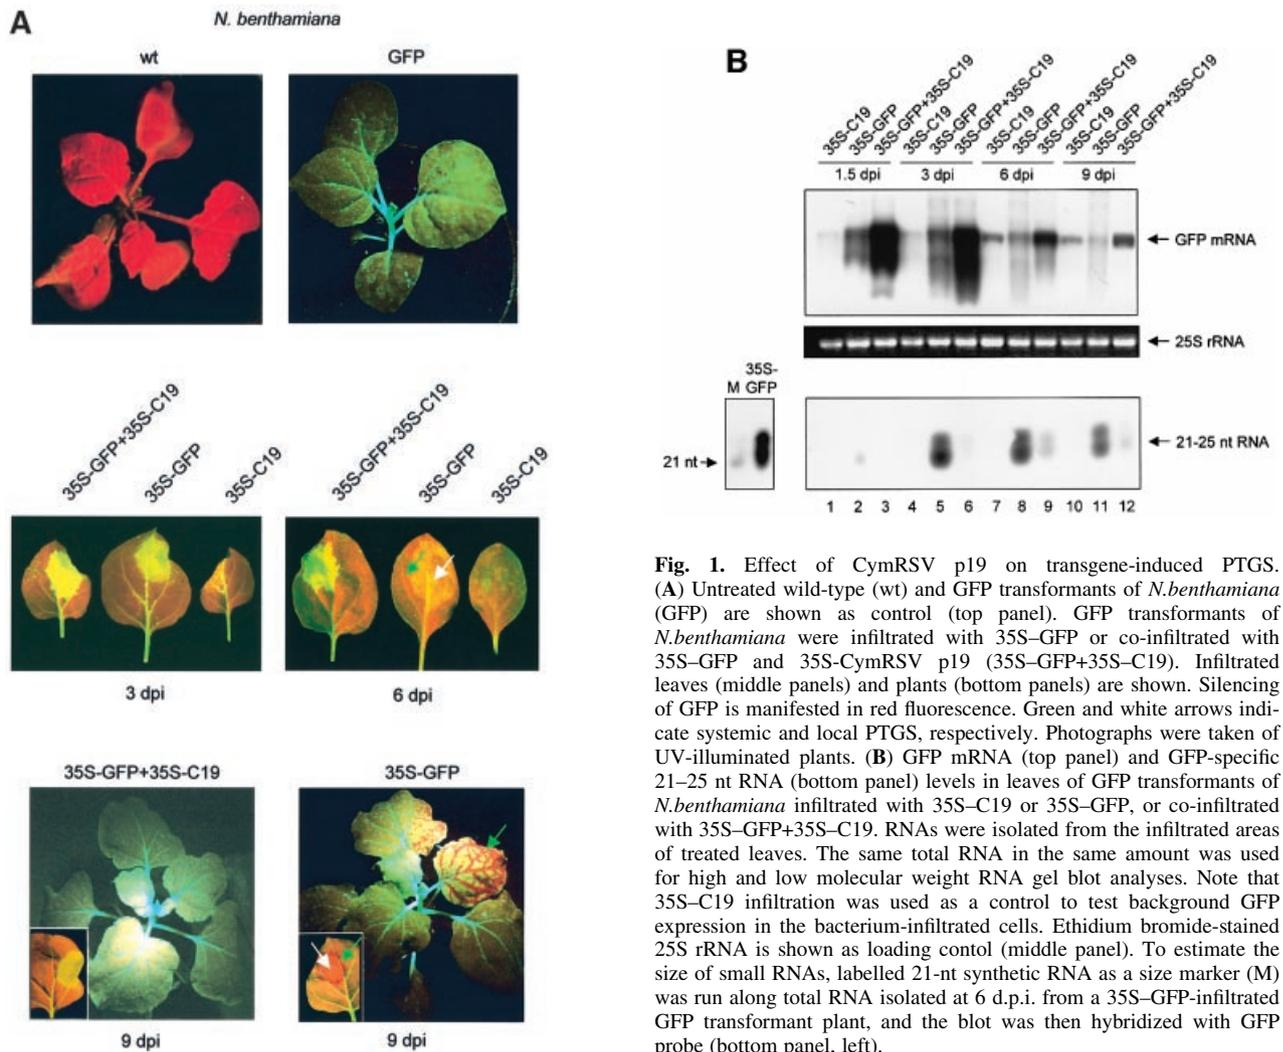 A
N. benthamiana
wt
GFP
35S-GFP+35S-C19
35S-GFP
35S-C19
35S-GFP+35S-C19
35S-GFP
35S-C19
3 dpi
6 dpi
35S-GFP+35S-C19
35S-GFP
9 dpi
9 dpi
B
35S-C19
35S-GFP
35S-GFP+35S-C19
35S-C19
35S-GFP
35S-GFP+35S-C19
35S-C19
35S-GFP
35S-GFP+35S-C19
35S-C19
35S-GFP
35S-GFP+35S-C19
1.5 dpi 3 dpi 6 dpi 9 dpi
GFP mRNA
25S rRNA
35S-
M GFP
21 nt
21-25 nt RNA
1 2 3 4 5 6 7 8 9 10 11 12
Fig. 1. Effect of CymRSV p19 on transgene-induced PTGS.
(A) Untreated wild-type (wt) and GFP transformants of N.benthamiana
(GFP) are shown as control (top panel). GFP transformants of
N.benthamiana were infiltrated with 35S–GFP or co-infiltrated with
35S–GFP and 35S-CymRSV p19 (35S–GFP+35S–C19). Infiltrated
leaves (middle panels) and plants (bottom panels) are shown. Silencing
of GFP is manifested in red fluorescence. Green and white arrows indi-
cate systemic and local PTGS, respectively. Photographs were taken of
UV-illuminated plants. (B) GFP mRNA (top panel) and GFP-specific
21–25 nt RNA (bottom panel) levels in leaves of GFP transformants of
N.benthamiana infiltrated with 35S–C19 or 35S–GFP, or co-infiltrated
with 35S–GFP+35S–C19. RNAs were isolated from the infiltrated areas
of treated leaves. The same total RNA in the same amount was used
for high and low molecular weight RNA gel blot analyses. Note that
35S–C19 infiltration was used as a control to test background GFP
expression in the bacterium-infiltrated cells. Ethidium bromide-stained
25S rRNA is shown as loading contol (middle panel). To estimate the
size of small RNAs, labelled 21-nt synthetic RNA as a size marker (M)
was run along total RNA isolated at 6 d.p.i. from a 35S–GFP-infiltrated
GFP transformant plant, and the blot was then hybridized with GFP
probe (bottom panel, left).